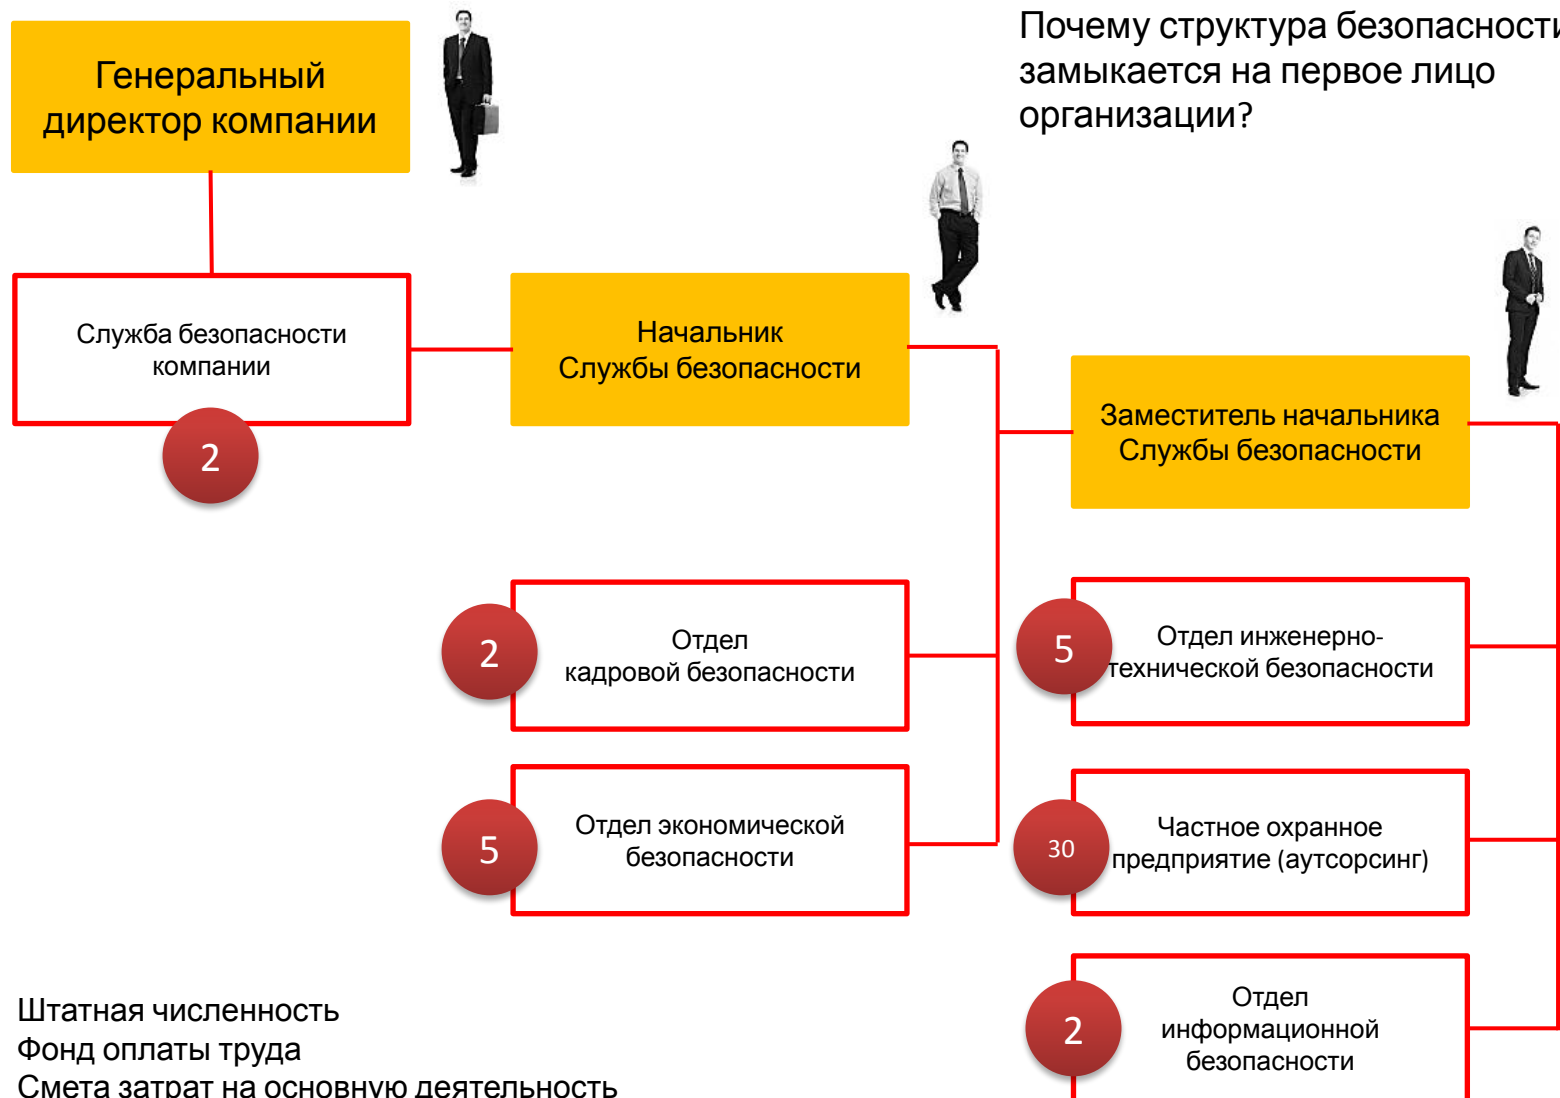 Почему структура безопасности
замыкается на первое лицо
организации?
Генеральный
директор компании
Служба безопасности
компании
2
Начальник
Службы безопасности
Заместитель начальника
Службы безопасности
2
Отдел
кадровой безопасности
5
Отдел экономической
безопасности
5
Отдел инженерно-
технической безопасности
30
Частное охранное
предприятие (аутсорсинг)
2
Отдел
информационной
безопасности
Штатная численность
Фонд оплаты труда
Смета затрат на основную деятельность